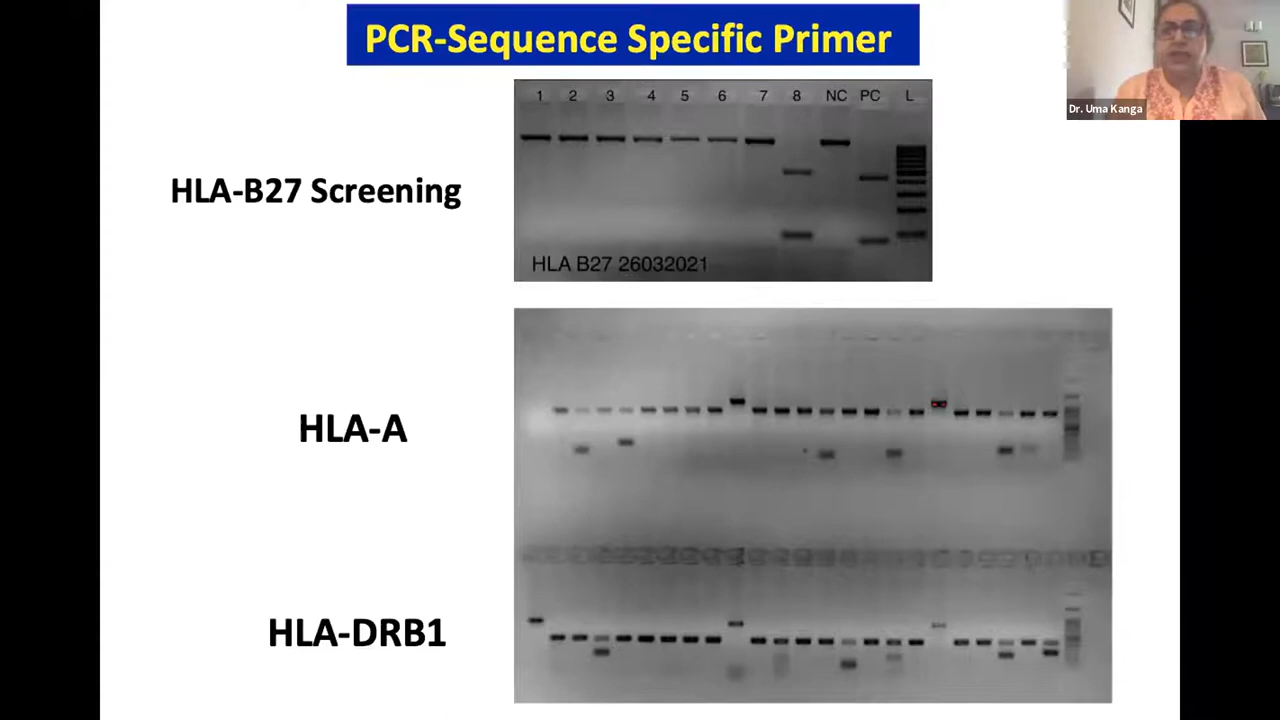 PCR-Sequence Specific Primer
Dr. Uma Kanga
1 2 3 4 5 6 7 8 NC PC L
HLA-B27 Screening
HLA B27 26032021
HLA-A
HLA-DRB1